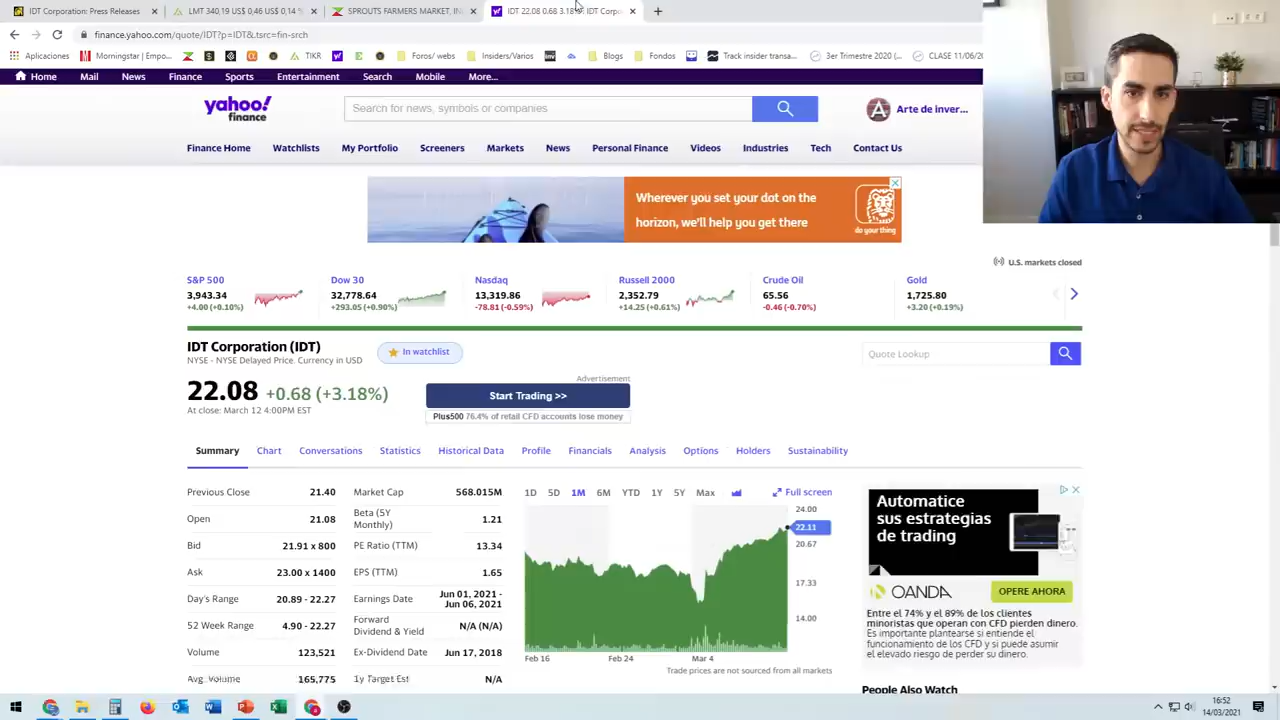 IDT Corporation: Press Releases
LMT 340,19 US$ 0,46 US$ 0.14 %
SPROUTS FARMERS MARKET, IN
IDT 22.08 0.68 3.18 IDT Corpo
finance.yahoo.com/quote/IDT?p=IDT&.tsrc=fin-srch
Aplicaciones
Morningstar | Empo...
TIKR
Foros/ webs
Insiders/Varios
Blogs
Fondos
Track insider transa...
3er Trimestre 2020 (...
CLASE 11/06/20
Home Mail News Finance Sports Entertainment Search Mobile More...
yahoo!
finance
Search for news, symbols or companies
Arte de inver...
Finance Home Watchlists My Portfolio Screeners Markets News Personal Finance Videos Industries Tech Contact Us
Wherever you set your dot on the
horizon, we'll help you get there
ING
do your thing
U.S. markets closed
S&P 500 Dow 30 Nasdaq Russell 2000 Crude Oil Gold
3,943.34 32,778.64 13,319.86 2,352.79 65.56 1,725.80
+4.00 (+0.10%) +293.05 (+0.90%) -78.81 (-0.59%) +14.25 (+0.61%) -0.46 (-0.70%) +3.20 (+0.19%)
IDT Corporation (IDT)
NYSE - NYSE Delayed Price. Currency in USD
In watchlist
Quote Lookup
22.08 +0.68 (+3.18%)
At close: March 12 4:00PM EST
Advertisement
Start Trading >>
Plus500 76.4% of retail CFD accounts lose money
Summary Chart Conversations Statistics Historical Data Profile Financials Analysis Options Holders Sustainability
Previous Close 21.40
Open 21.08
Bid 21.91 x 800
Ask 23.00 x 1400
Day's Range 20.89 - 22.27
52 Week Range 4.90 - 22.27
Volume 123,521
Avg. Volume 165,775
Market Cap 568.015M
Beta (5Y
Monthly) 1.21
Ratio (TTM) 13.34
EPS (TTM) 1.65
Earnings Date Jun 01, 2021 -
Jun 06, 2021
Forward
Dividend & Yield N/A (N/A)
Ex-Dividend Date Jun 17, 2018
1y Target Est N/A
1D 5D 1M 6M YTD 1Y 5Y Max Full screen
24.00
22.11
20.67
17.33
14.00
Feb 16 Feb 24 Mar 4
Trade prices are not sourced from all markets
Automatice
sus estrategias
de trading
OANDA
OPERE AHORA
Entre el 74% y el 89% de los clientes
minoristas que operan con CFD pierden dinero.
Es importante plantearse si entiende el
funcionamiento de los CFD y si puede asumir
el elevado riesgo de perder su dinero.
People Also Watch
16:52
14/03/2021